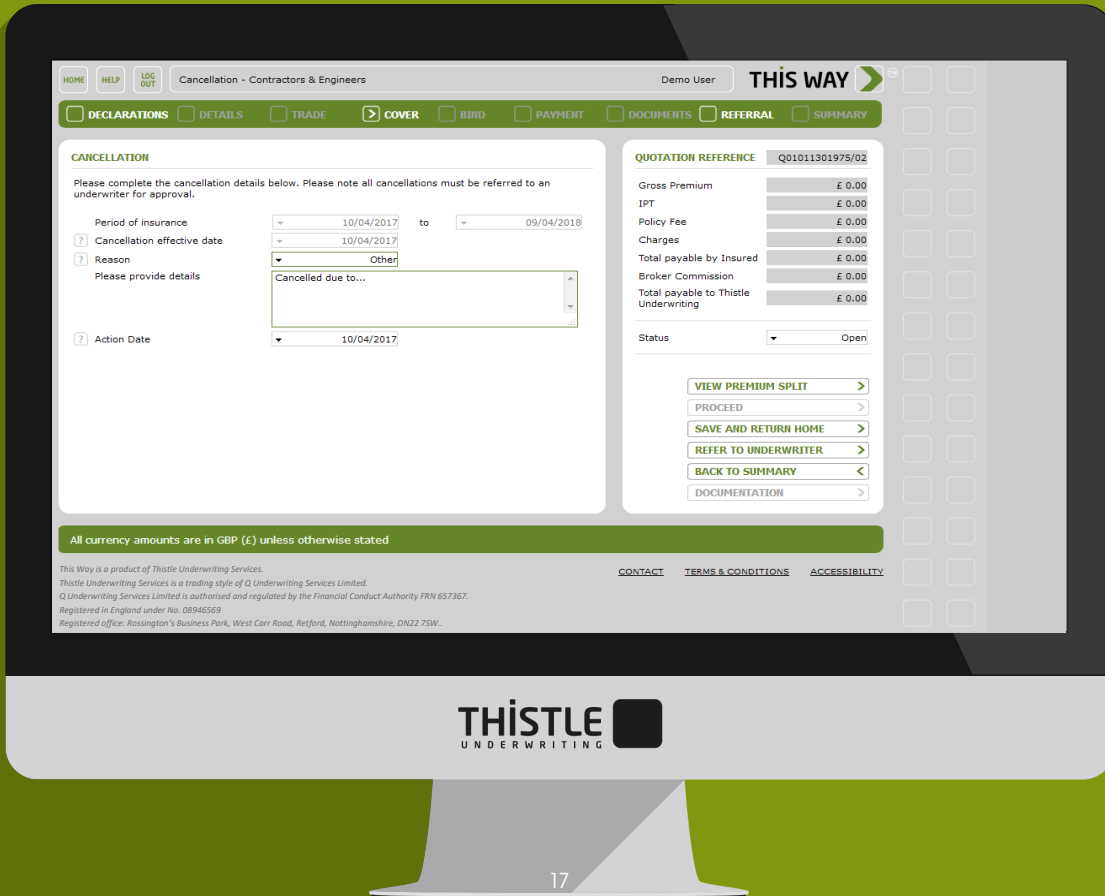 HOME HELP LOG OUT Cancellation - Contractors & Engineers Demo User THiS WAY
DECLARATIONS DETAILS TRADE COVER BIND PAYMENT DOCUMENTS REFERRAL SUMMARY
CANCELLATION
Please complete the cancellation details below. Please note all cancellations must be referred to an
underwriter for approval.
Period of insurance 10/04/2017 to 09/04/2018
? Cancellation effective date 10/04/2017
? Reason Other
Please provide details Cancelled due to...
? Action Date 10/04/2017
QUOTATION REFERENCE Q01011301975/02
Gross Premium £ 0.00
IPT £ 0.00
Policy Fee £ 0.00
Charges £ 0.00
Total payable by Insured £ 0.00
Broker Commission £ 0.00
Total payable to Thistle
Underwriting £ 0.00
Status Open
VIEW PREMIUM SPLIT >
PROCEED >
SAVE AND RETURN HOME >
REFER TO UNDERWRITER >
BACK TO SUMMARY <
DOCUMENTATION >
All currency amounts are in GBP (£) unless otherwise stated
This Way is a product of Thistle Underwriting Services.
Thistle Underwriting Services is a trading style of Q Underwriting Services Limited.
Q Underwriting Services Limited is authorised and regulated by the Financial Conduct Authority FRN 657367.
Registered in England under No. 08946569
Registered office: Rossington's Business Park, West Carr Road, Retford, Nottinghamshire, DN22 7SW..
CONTACT TERMS & CONDITIONS ACCESSIBILITY
THiSTLE
UNDERWRITING
17